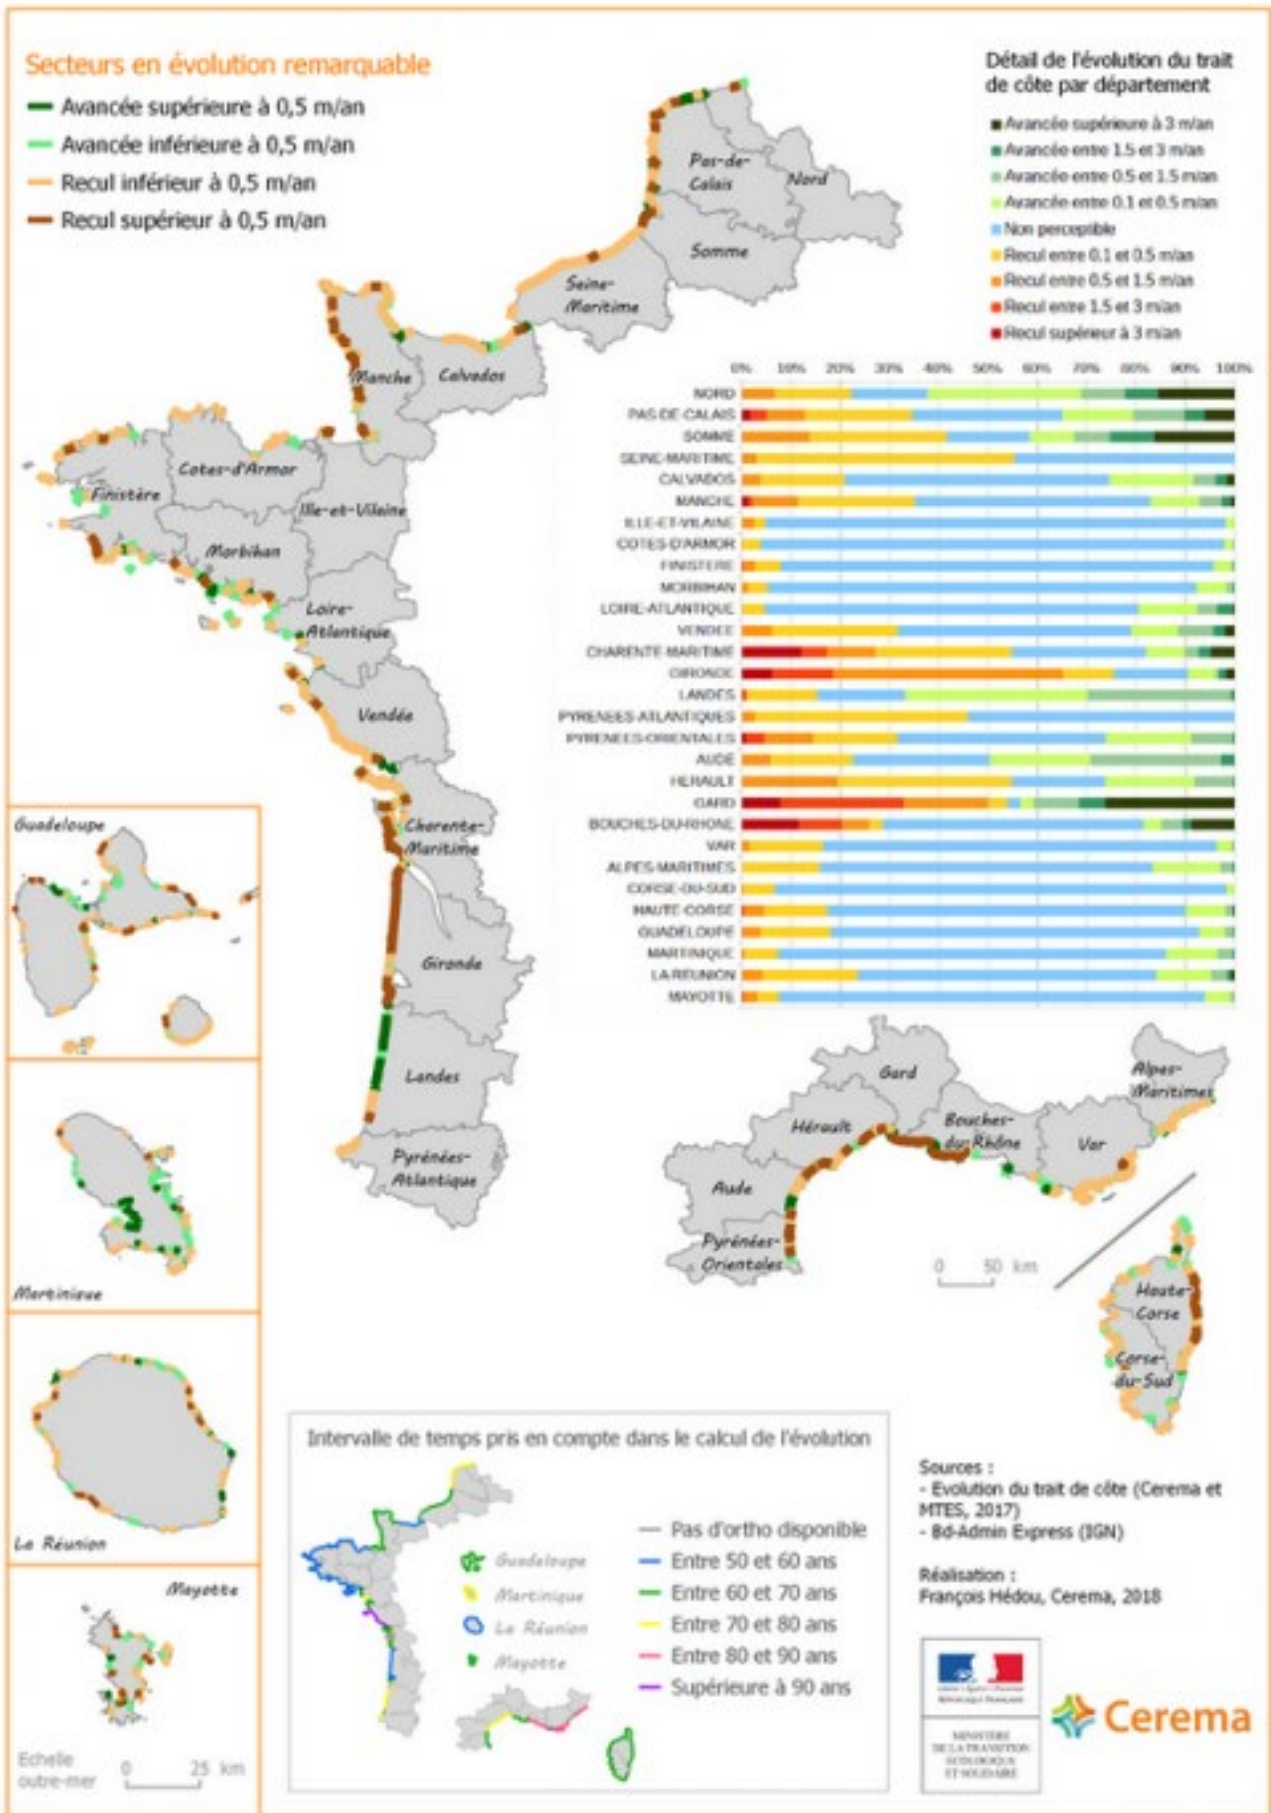 Secteurs en évolution remarquable
Avancée supérieure à 0,5 m/an
Avancée inférieure à 0,5 m/an
Recul inférieur à 0,5 m/an
Recul supérieur à 0,5 m/an
Détail de l'évolution du trait
de côte par département
Avancée supérieure à 3 m/an
Avancée entre 1.5 et 3 m/an
Avancée entre 0.5 et 1.5 m/an
Avancée entre 0.1 et 0.5 m/an
Non perceptible
Recul entre 0.1 et 0.5 m/an
Recul entre 0.5 et 1.5 m/an
Recul entre 1.5 et 3 m/an
Recul supérieur à 3 m/an
0% 10% 20% 30% 40% 50% 60% 70% 80% 90% 100%
NORD
PAS-DE-CALAIS
SOMME
SEINE-MARITIME
CALVADOS
MANCHE
ILLE-ET-VILAINE
COTES-D'ARMOR
FINISTERE
MORBIHAN
LOIRE-ATLANTIQUE
VENDEE
CHARENTE-MARITIME
GIRONDE
LANDES
PYRENEES-ATLANTIQUES
PYRENEES-ORIENTALES
AUDE
HERAULT
GARD
BOUCHES-DU-RHONE
VAR
ALPES-MARITIMES
CORSE-DU-SUD
HAUTE-CORSE
GUADELOUPE
MARTINIQUE
LA REUNION
MAYOTTE
Pas-de-
Calais
Nord
Somme
Seine-
Maritime
Manche
Calvados
Cotes-d'Armor
Finistère
Ille-et-Vilaine
Morbihan
Loire-
Atlantique
Vendée
Charente-
Maritime
Gironde
Landes
Pyrénées-
Atlantique
Gard
Alpes-
Maritimes
Hérault
Bouches-
du-Rhône
Var
Aude
Pyrénées-
Orientales
0 50 km
Haute-
Corse
Corse-
du-Sud
Guadeloupe
Martinique
La Réunion
Mayotte
Echelle
outre-mer
0 25 km
Intervalle de temps pris en compte dans le calcul de l'évolution
Guadeloupe
Martinique
La Réunion
Mayotte
Pas d'ortho disponible
Entre 50 et 60 ans
Entre 60 et 70 ans
Entre 70 et 80 ans
Entre 80 et 90 ans
Supérieure à 90 ans
Sources :
- Evolution du trait de côte (Cerema et
MTES, 2017)
- Bd-Admin Express (IGN)
Réalisation :
François Hédou, Cerema, 2018
RÉPUBLIQUE FRANÇAISE
MINISTÈRE
DE LA TRANSITION
ÉCOLOGIQUE
ET SOLIDAIRE
Cerema